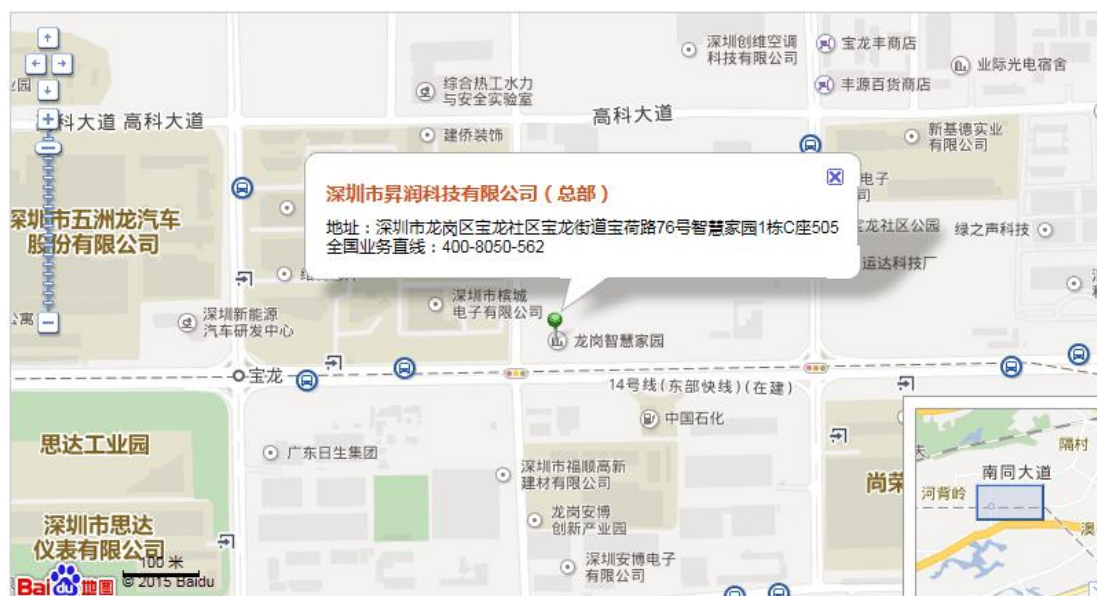 深圳创维空调
科技有限公司
宝龙丰商店
业际光电宿舍
丰源百货商店
综合热工水力
与安全实验室
科大道 高科大道
高科大道
建侨装饰
新基德实业
有限公司
深圳市昇润科技有限公司（总部）
地址：深圳市龙岗区宝龙社区宝龙街道宝荷路76号智慧家园1栋C座505
全国业务直线：400-8050-562
电子
司
深圳市五洲龙汽车
股份有限公司
宝龙社区公园
绿之声科技
运达科技厂
深圳市槟城
电子有限公司
深圳新能源
汽车研发中心
龙岗智慧家园
宝龙
14号线(东部快线)(在建)
中国石化
思达工业园
广东日生集团
深圳市福顺高新
建材有限公司
尚荣
龙岗安博
创新产业园
深圳市思达
仪表有限公司
深圳安博电子
有限公司
隔村
南同大道
河背岭
澳
100 米
© 2015 Baidu
Bai du 地图